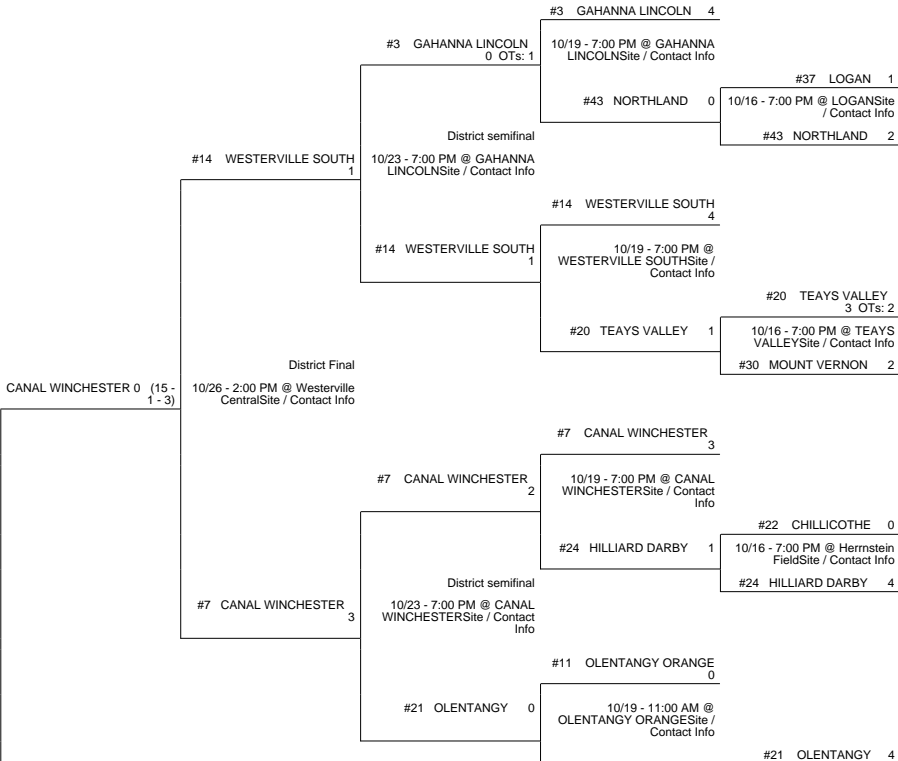 #3 GAHANNA LINCOLN 4
#3 GAHANNA LINCOLN
0 OTs: 1
10/19 - 7:00 PM @ GAHANNA
LINCOLNSite / Contact Info
#37 LOGAN 1
#43 NORTHLAND 0
10/16 - 7:00 PM @ LOGANSite
/ Contact Info
District semifinal
#43 NORTHLAND 2
#14 WESTERVILLE SOUTH
1
10/23 - 7:00 PM @ GAHANNA
LINCOLNSite / Contact Info
#14 WESTERVILLE SOUTH
4
#14 WESTERVILLE SOUTH
1
10/19 - 7:00 PM @
WESTERVILLE SOUTHSite /
Contact Info
#20 TEAYS VALLEY
3 OTs: 2
#20 TEAYS VALLEY 1
10/16 - 7:00 PM @ TEAYS
VALLEYSite / Contact Info
#30 MOUNT VERNON 2
District Final
CANAL WINCHESTER 0 (15 -
1 - 3)
10/26 - 2:00 PM @ Westerville
CentralSite / Contact Info
#7 CANAL WINCHESTER
3
#7 CANAL WINCHESTER
2
10/19 - 7:00 PM @ CANAL
WINCHESTERSite / Contact
Info
#22 CHILLICOTHE 0
#24 HILLIARD DARBY 1
10/16 - 7:00 PM @ Herrnstein
FieldSite / Contact Info
District semifinal
#24 HILLIARD DARBY 4
#7 CANAL WINCHESTER
3
10/23 - 7:00 PM @ CANAL
WINCHESTERSite / Contact
Info
#11 OLENTANGY ORANGE
0
#21 OLENTANGY 0
10/19 - 11:00 AM @
OLENTANGY ORANGESite /
Contact Info
#21 OLENTANGY 4